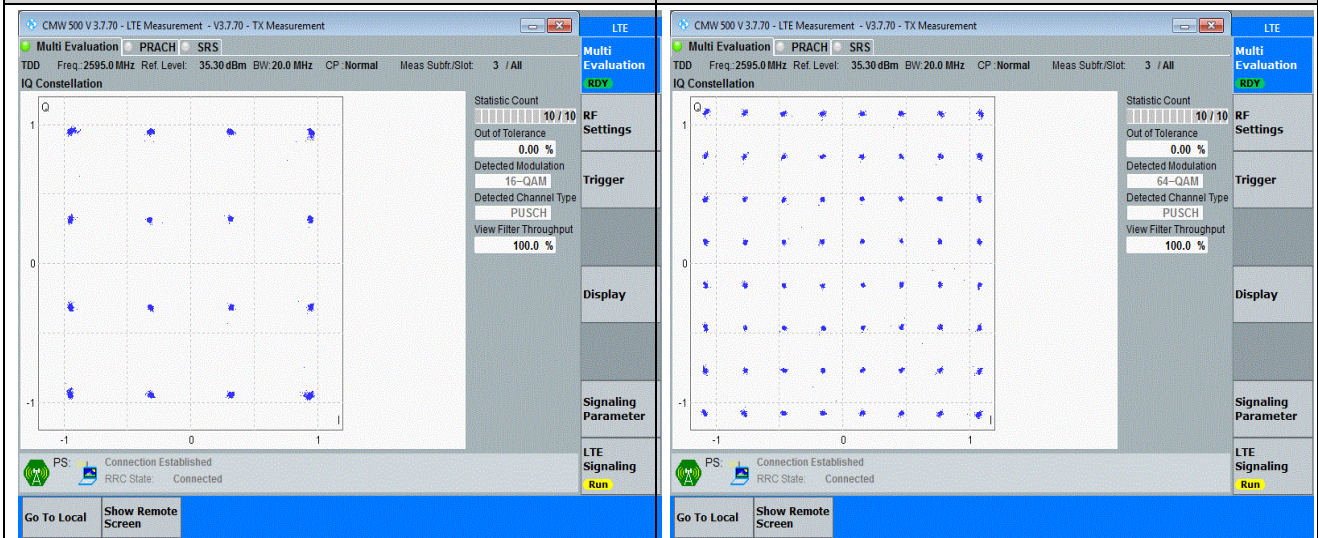 CMW 500 V 3.7.70 - LTE Measurement  - V3.7.70 - TX Measurement
LTE
Multi Evaluation PRACH SRS
Multi
Evaluation
RDY
TDD Freq.:2595.0 MHz Ref. Level: 35.30 dBm BW:20.0 MHz CP :Normal Meas Subfr./Slot: 3 / All
IQ Constellation
Q
1
0
-1
-1
0
1
I
Statistic Count
10 / 10
Out of Tolerance
0.00 %
Detected Modulation
16-QAM
Detected Channel Type
PUSCH
View Filter Throughput
100.0 %
RF
Settings
Trigger
Display
Signaling
Parameter
LTE
Signaling
Run
PS: Connection Established
RRC State: Connected
Go To Local
Show Remote
Screen
CMW 500 V 3.7.70 - LTE Measurement  - V3.7.70 - TX Measurement
LTE
Multi Evaluation PRACH SRS
Multi
Evaluation
RDY
TDD Freq.:2595.0 MHz Ref. Level: 35.30 dBm BW:20.0 MHz CP :Normal Meas Subfr./Slot: 3 / All
IQ Constellation
Q
1
0
-1
-1
0
1
I
Statistic Count
10 / 10
Out of Tolerance
0.00 %
Detected Modulation
64-QAM
Detected Channel Type
PUSCH
View Filter Throughput
100.0 %
RF
Settings
Trigger
Display
Signaling
Parameter
LTE
Signaling
Run
PS: Connection Established
RRC State: Connected
Go To Local
Show Remote
Screen